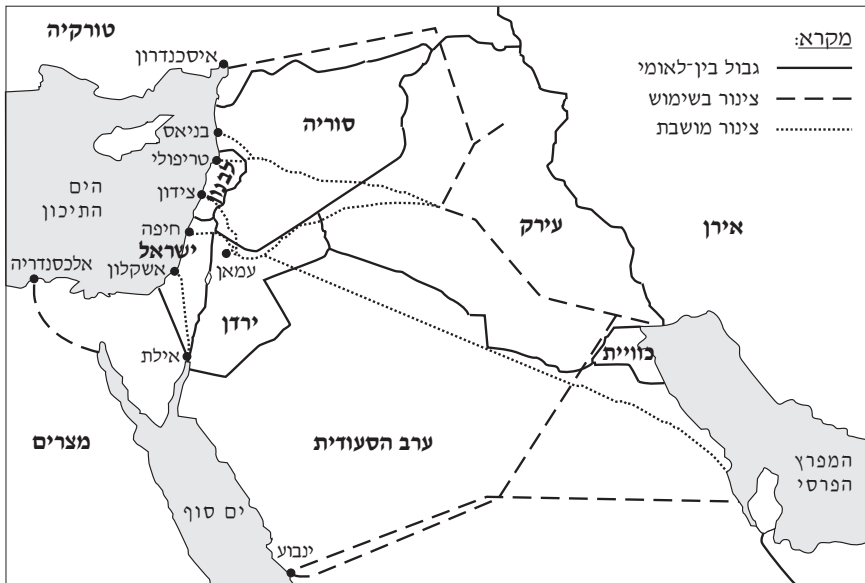 מקרא:
גבול בין־לאומי
צינור בשימוש
צינור מושבת
טורקיה
איסכנדרון
סוריה
בניאס
טריפולי
לבנון
צידון
הים
התיכון
חיפה
ישראל
עמאן
אשקלון
אלכסנדריה
עירק
אירן
ירדן
אילת
כוויית
מצרים
ערב הסעודית
המפרץ
הפרסי
ים סוף
ינבוע